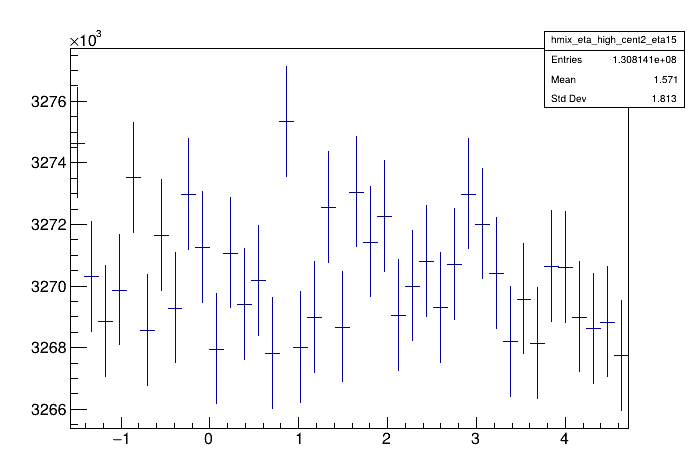 ×10³
hmix_eta_high_cent2_eta15
Entries 1.308141e+08
Mean 1.571
Std Dev 1.813
3276
3274
3272
3270
3268
3266
−1 0 1 2 3 4